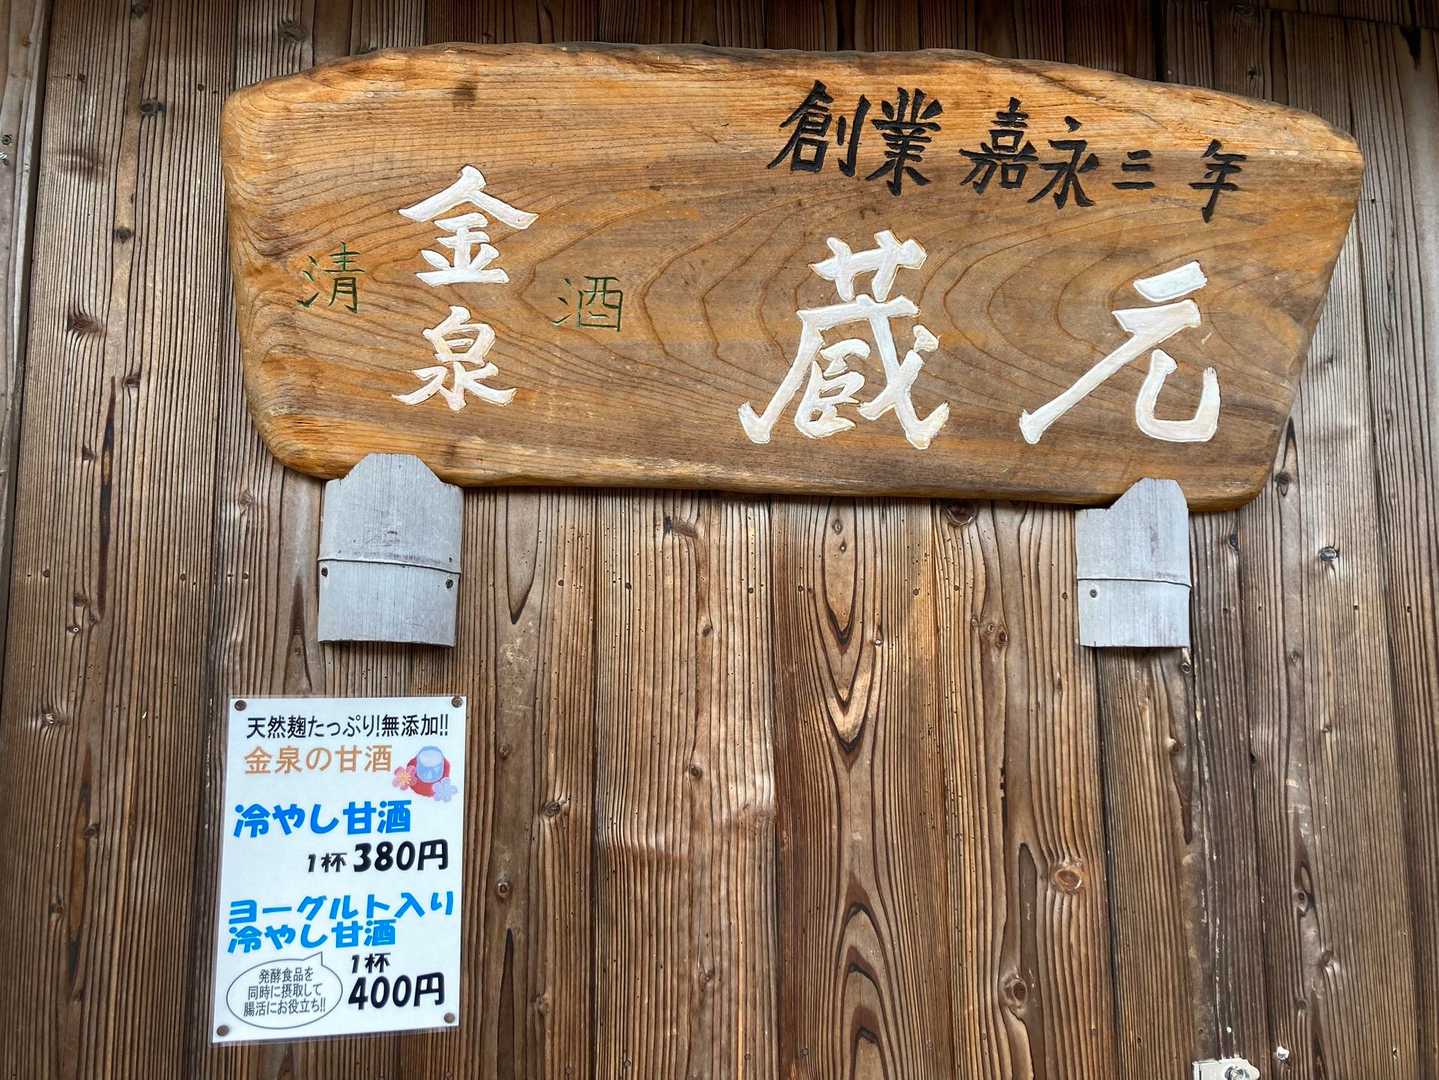 創業 嘉永三年
清 金泉 酒
蔵元
天然麹たっぷり!無添加!!
金泉の甘酒
冷やし甘酒
1杯 380円
ヨーグルト入り
冷やし甘酒
1杯
400円
発酵食品を
同時に摂取して
腸活にお役立ち!!